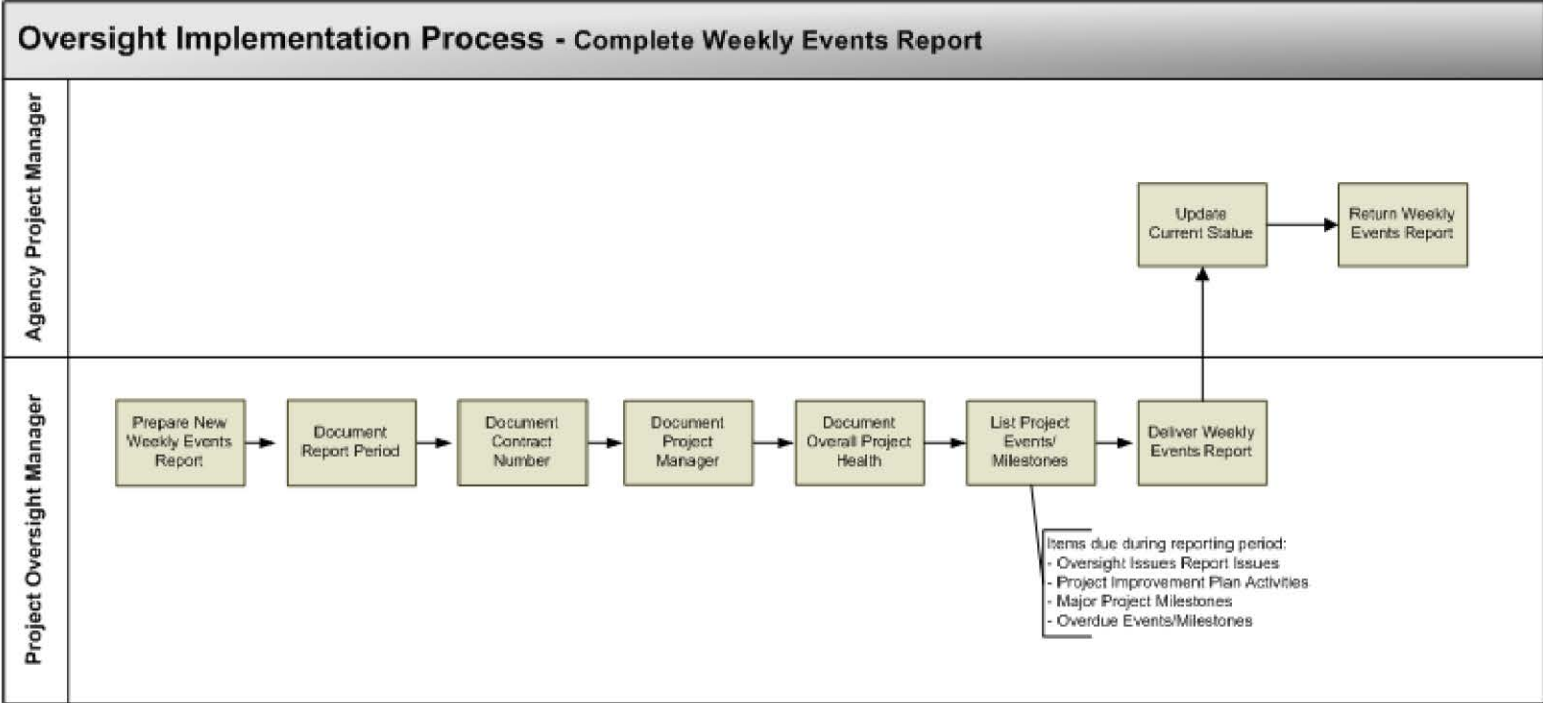 Oversight Implementation Process - Complete Weekly Events Report
Agency Project Manager
Update
Current Statue
Return Weekly
Events Report
Project Oversight Manager
Prepare New
Weekly Events
Report
Document
Report Period
Document
Contract
Number
Document
Project
Manager
Document
Overall Project
Health
List Project
Events/
Milestones
Deliver Weekly
Events Report
Items due during reporting period:
- Oversight Issues Report Issues
- Project Improvement Plan Activities
- Major Project Milestones
- Overdue Events/Milestones